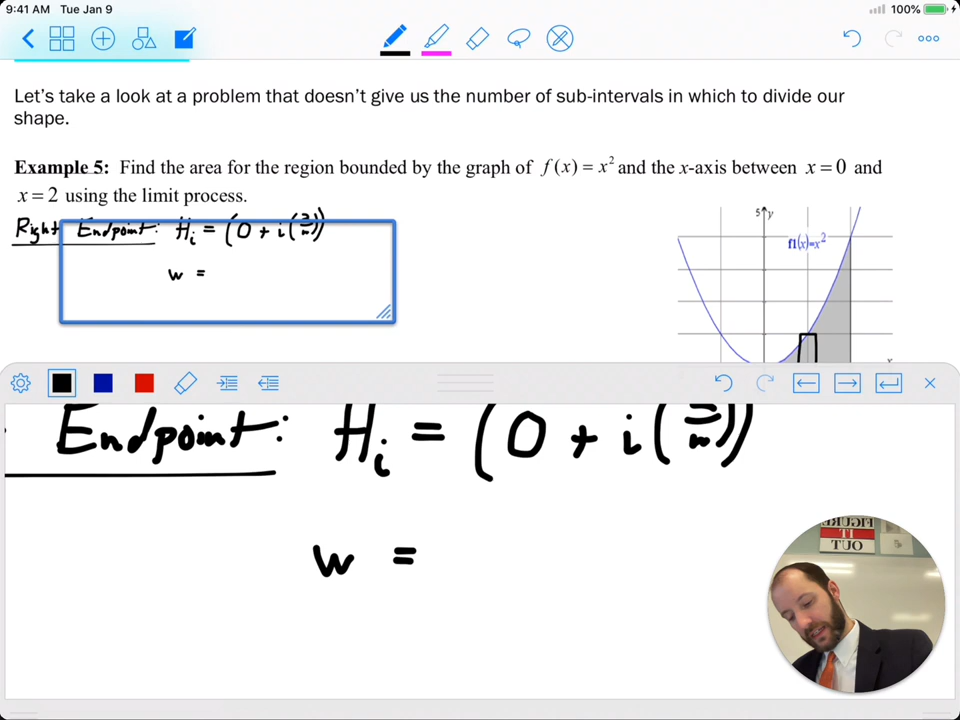 9:41 AM Tue Jan 9
100%
Let's take a look at a problem that doesn't give us the number of sub-intervals in which to divide our
shape.
Example 5: Find the area for the region bounded by the graph of f(x) = x² and the x-axis between x = 0 and
x = 2 using the limit process.
Right Endpoint: Hᵢ = (0 + i(2/n))
w =
5 y
f1(x)=x²
x
Endpoint: Hᵢ = (0 + i(2/n))
w =
FIGURE
IT
OUT